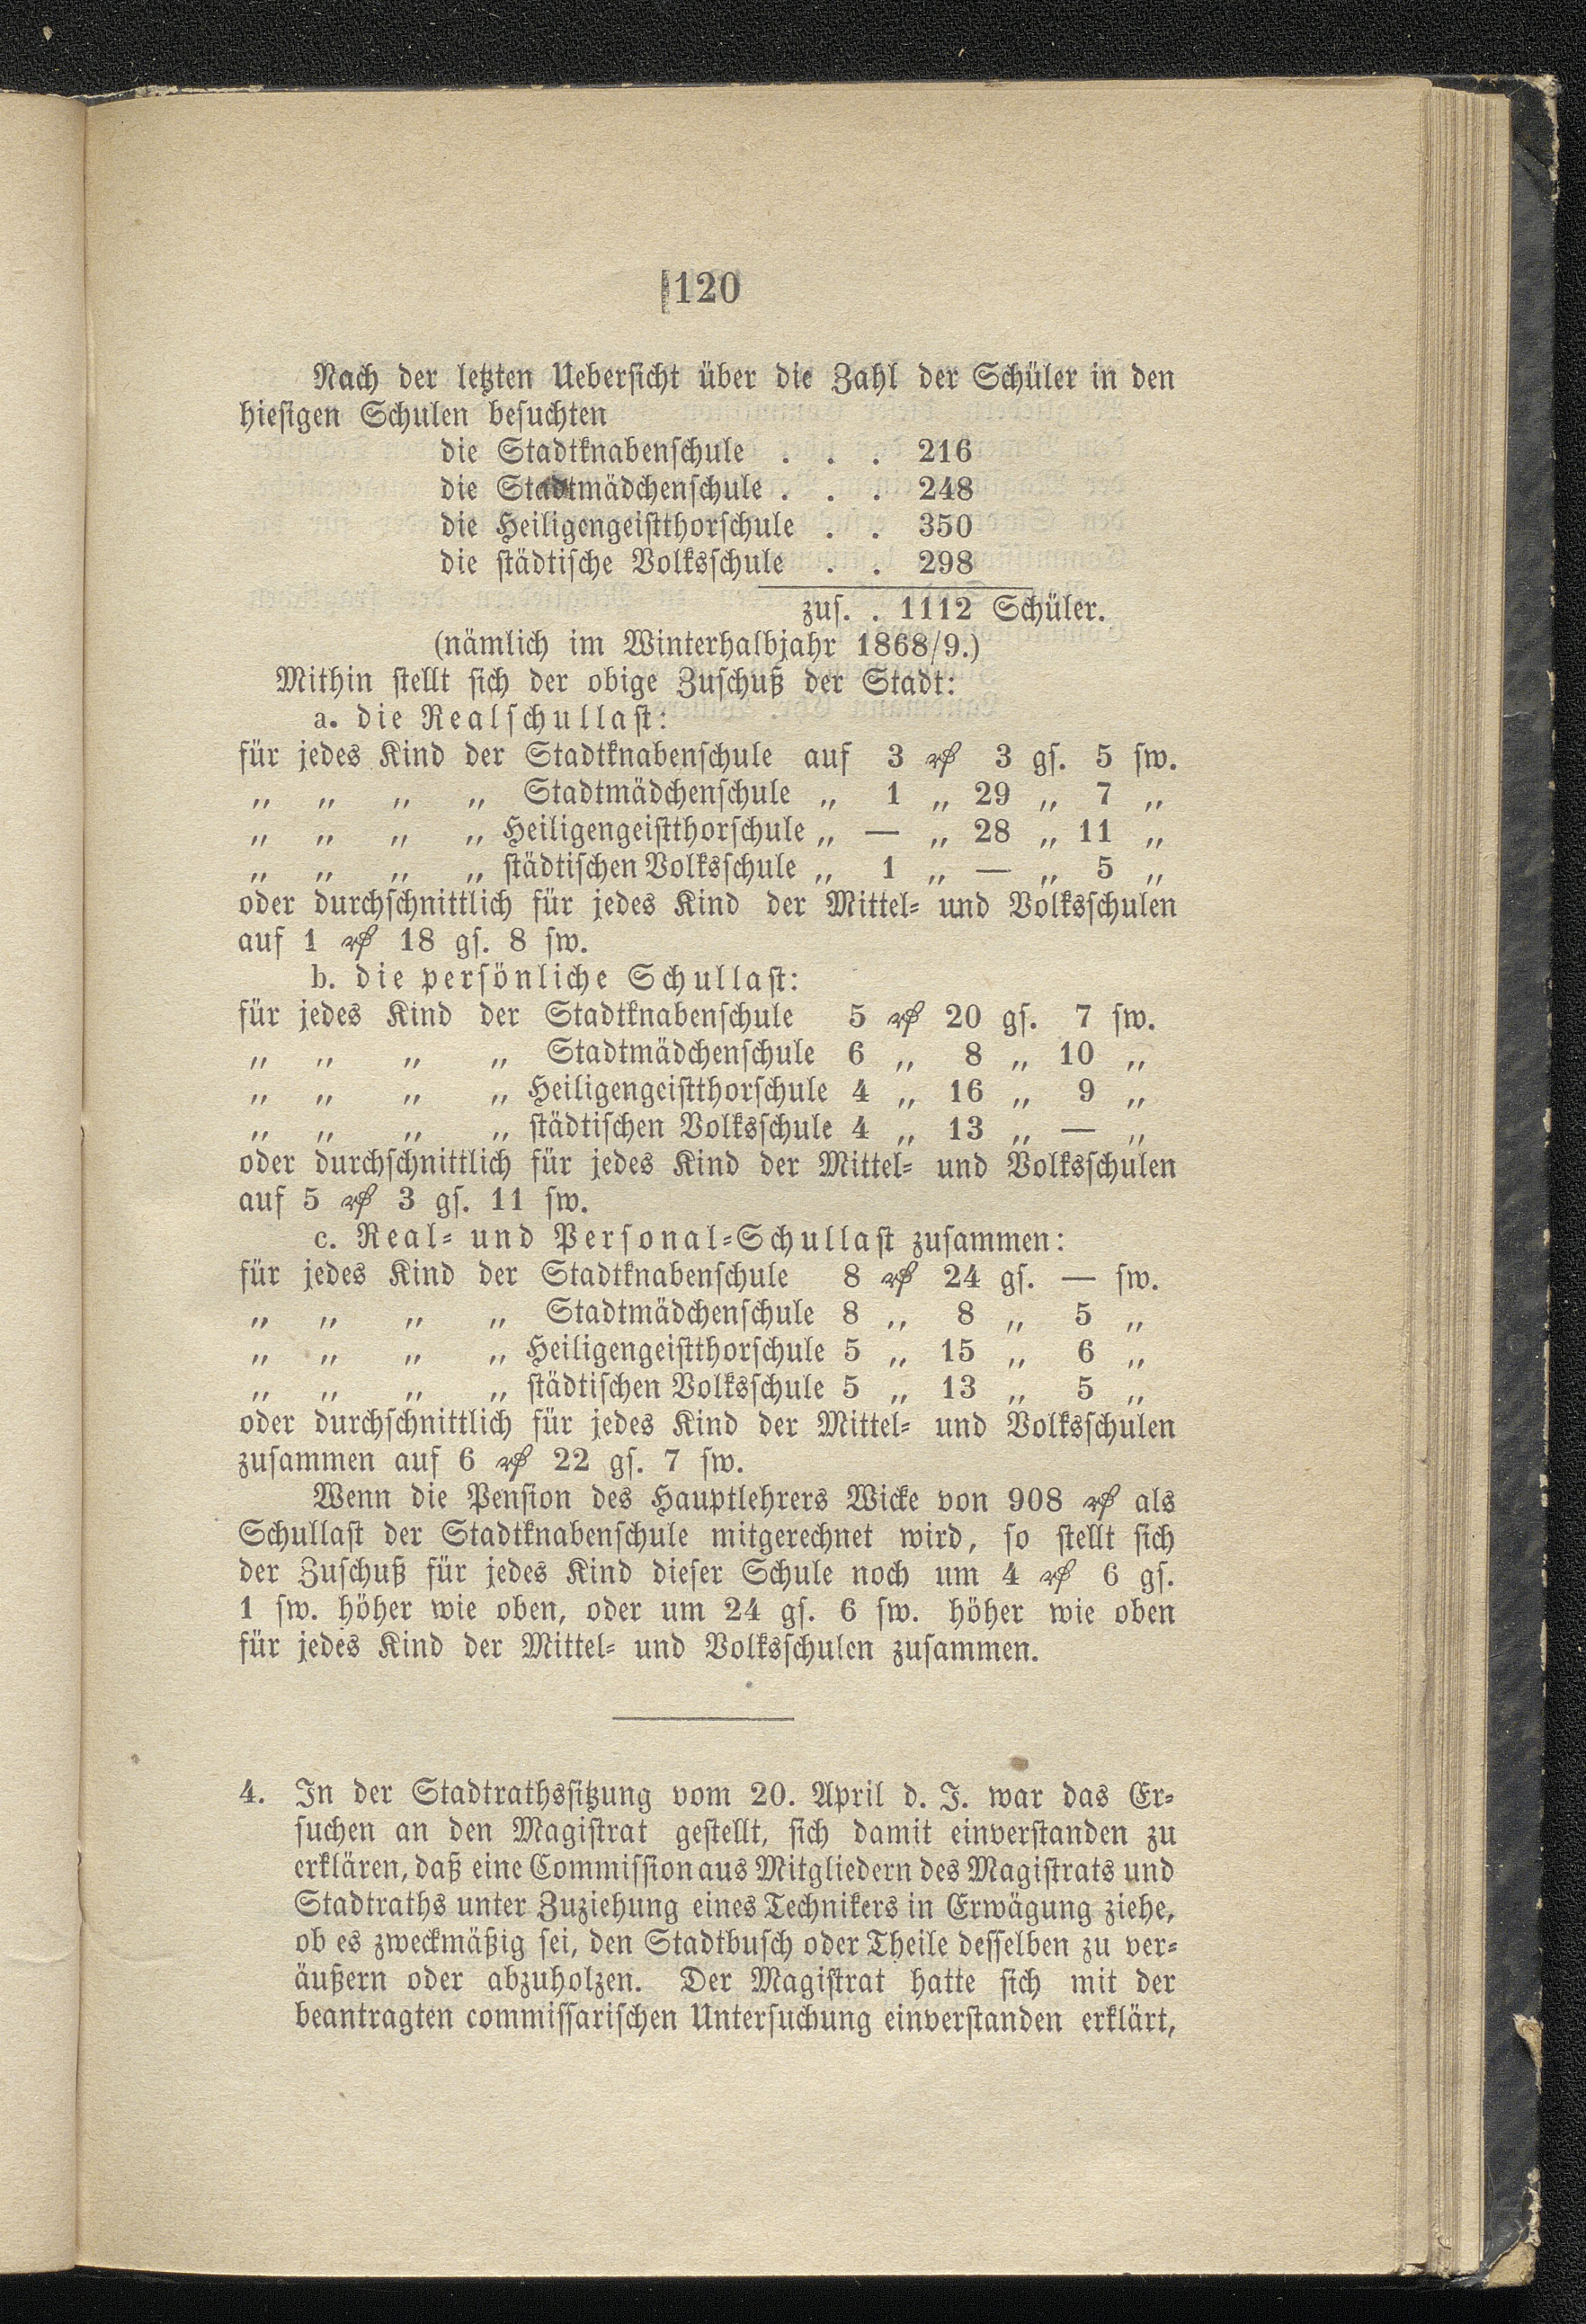 120
Nach der letzten Uebersicht über die Zahl der Schüler in den
hiesigen Schulen besuchten
die Stadtknabenschule . . . 216
die Stadtmädchenschule . . . 248
die Heiligengeistthorschule . . 350
die städtische Volksschule . . 298
zus. . 1112 Schüler.
(nämlich im Winterhalbjahr 1868/9.)
Mithin stellt sich der obige Zuschuß der Stadt:
a. die Realschullast:
für jedes Kind der Stadtknabenschule auf 3 ₰ 3 gs. 5 sw.
„ „ „ „ Stadtmädchenschule „ 1 „ 29 „ 7 „
„ „ „ „ Heiligengeistthorschule „ — „ 28 „ 11 „
„ „ „ „ städtischen Volksschule „ 1 „ — „ 5 „
oder durchschnittlich für jedes Kind der Mittel- und Volksschulen
auf 1 ₰ 18 gs. 8 sw.
b. die persönliche Schullast:
für jedes Kind der Stadtknabenschule 5 ₰ 20 gs. 7 sw.
„ „ „ „ Stadtmädchenschule 6 „ 8 „ 10 „
„ „ „ „ Heiligengeistthorschule 4 „ 16 „ 9 „
„ „ „ „ städtischen Volksschule 4 „ 13 „ — „
oder durchschnittlich für jedes Kind der Mittel- und Volksschulen
auf 5 ₰ 3 gs. 11 sw.
c. Real- und Personal-Schullast zusammen:
für jedes Kind der Stadtknabenschule 8 ₰ 24 gs. — sw.
„ „ „ „ Stadtmädchenschule 8 „ 8 „ 5 „
„ „ „ „ Heiligengeistthorschule 5 „ 15 „ 6 „
„ „ „ „ städtischen Volksschule 5 „ 13 „ 5 „
oder durchschnittlich für jedes Kind der Mittel- und Volksschulen
zusammen auf 6 ₰ 22 gs. 7 sw.
Wenn die Pension des Hauptlehrers Wicke von 908 ₰ als
Schullast der Stadtknabenschule mitgerechnet wird, so stellt sich
der Zuschuß für jedes Kind dieser Schule noch um 4 ₰ 6 gs.
1 sw. höher wie oben, oder um 24 gs. 6 sw. höher wie oben
für jedes Kind der Mittel- und Volksschulen zusammen.
4. In der Stadtrathssitzung vom 20. April d. J. war das Er-
suchen an den Magistrat gestellt, sich damit einverstanden zu
erklären, daß eine Commission aus Mitgliedern des Magistrats und
Stadtraths unter Zuziehung eines Technikers in Erwägung ziehe,
ob es zweckmäßig sei, den Stadtbusch oder Theile desselben zu ver-
äußern oder abzuholzen. Der Magistrat hatte sich mit der
beantragten commissarischen Untersuchung einverstanden erklärt,